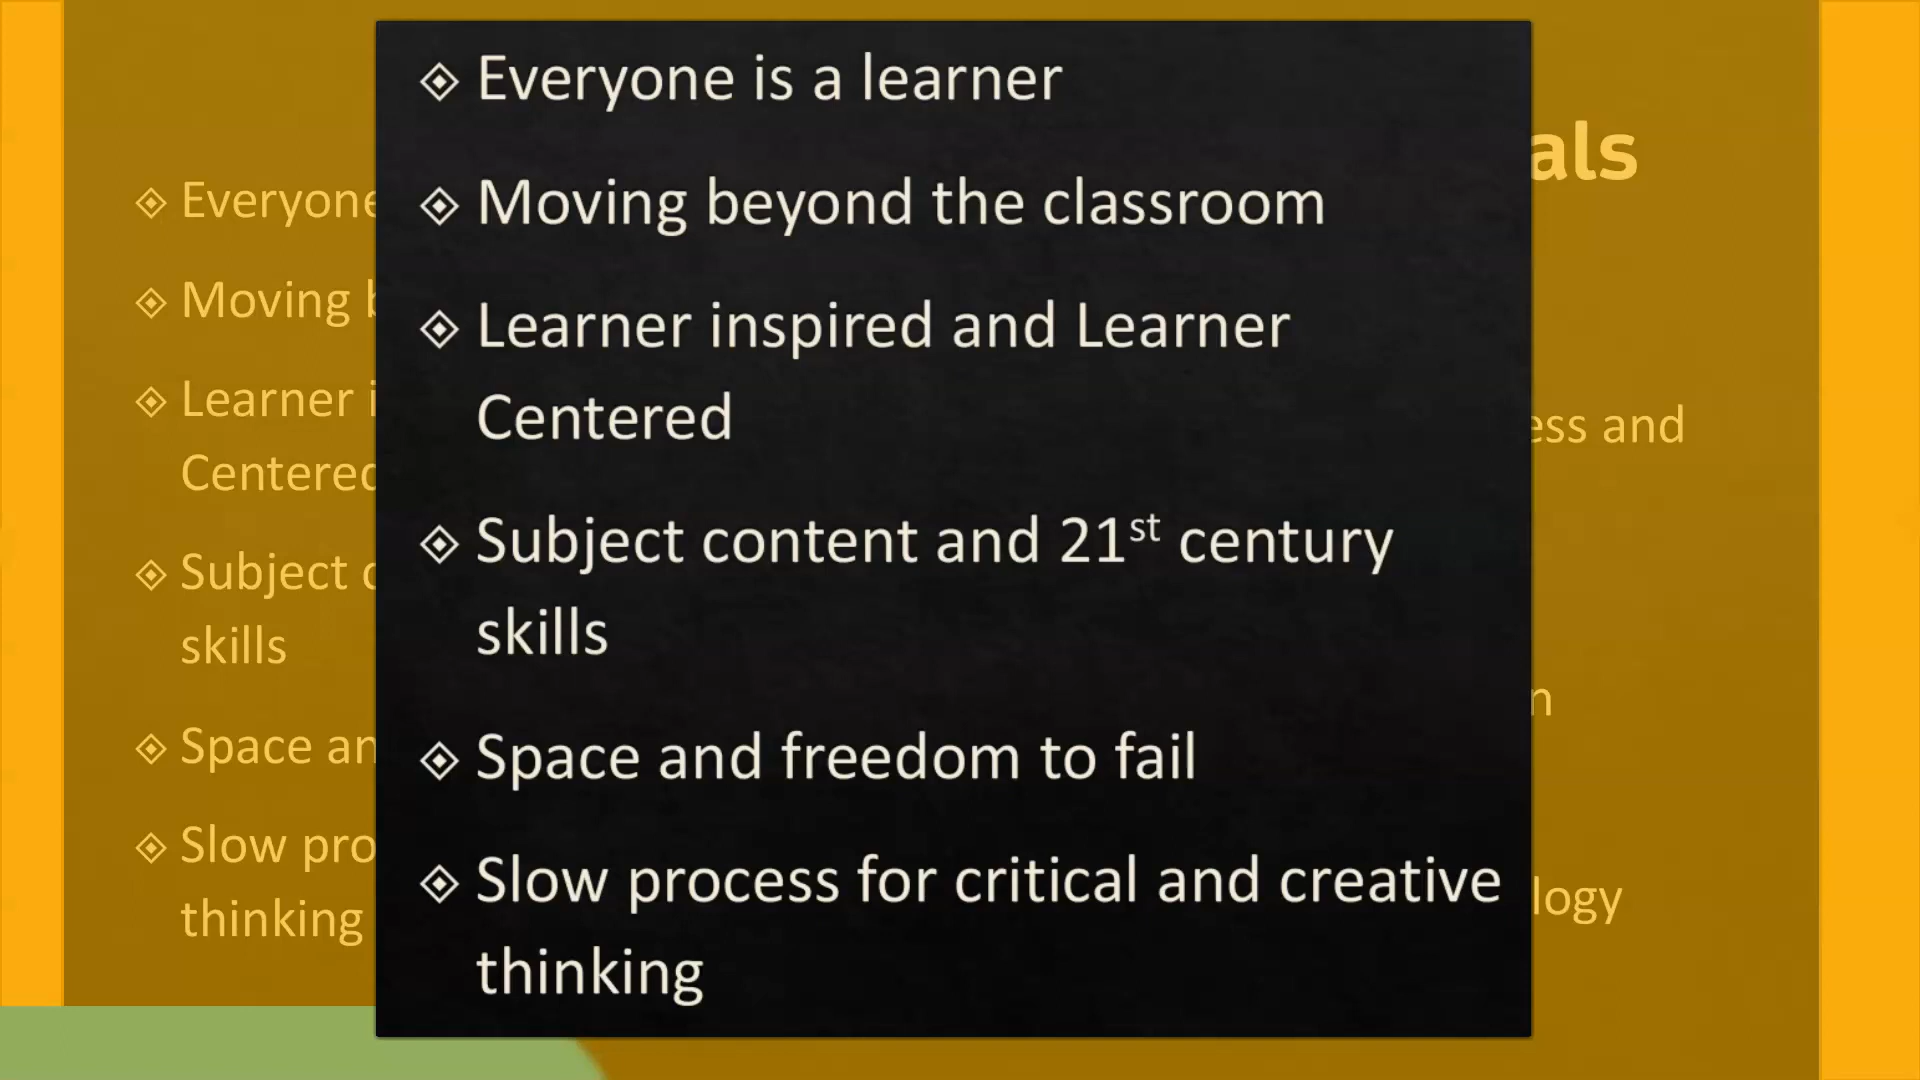 Everyone is a learner
Moving beyond the classroom
Learner inspired and Learner
Centered
Subject content and 21st century
skills
Space and freedom to fail
Slow process for critical and creative
thinking
Everyone
Moving
Learner
Centered
Subject
skills
Space an
Slow pro
thinking
als
ess and
n
logy